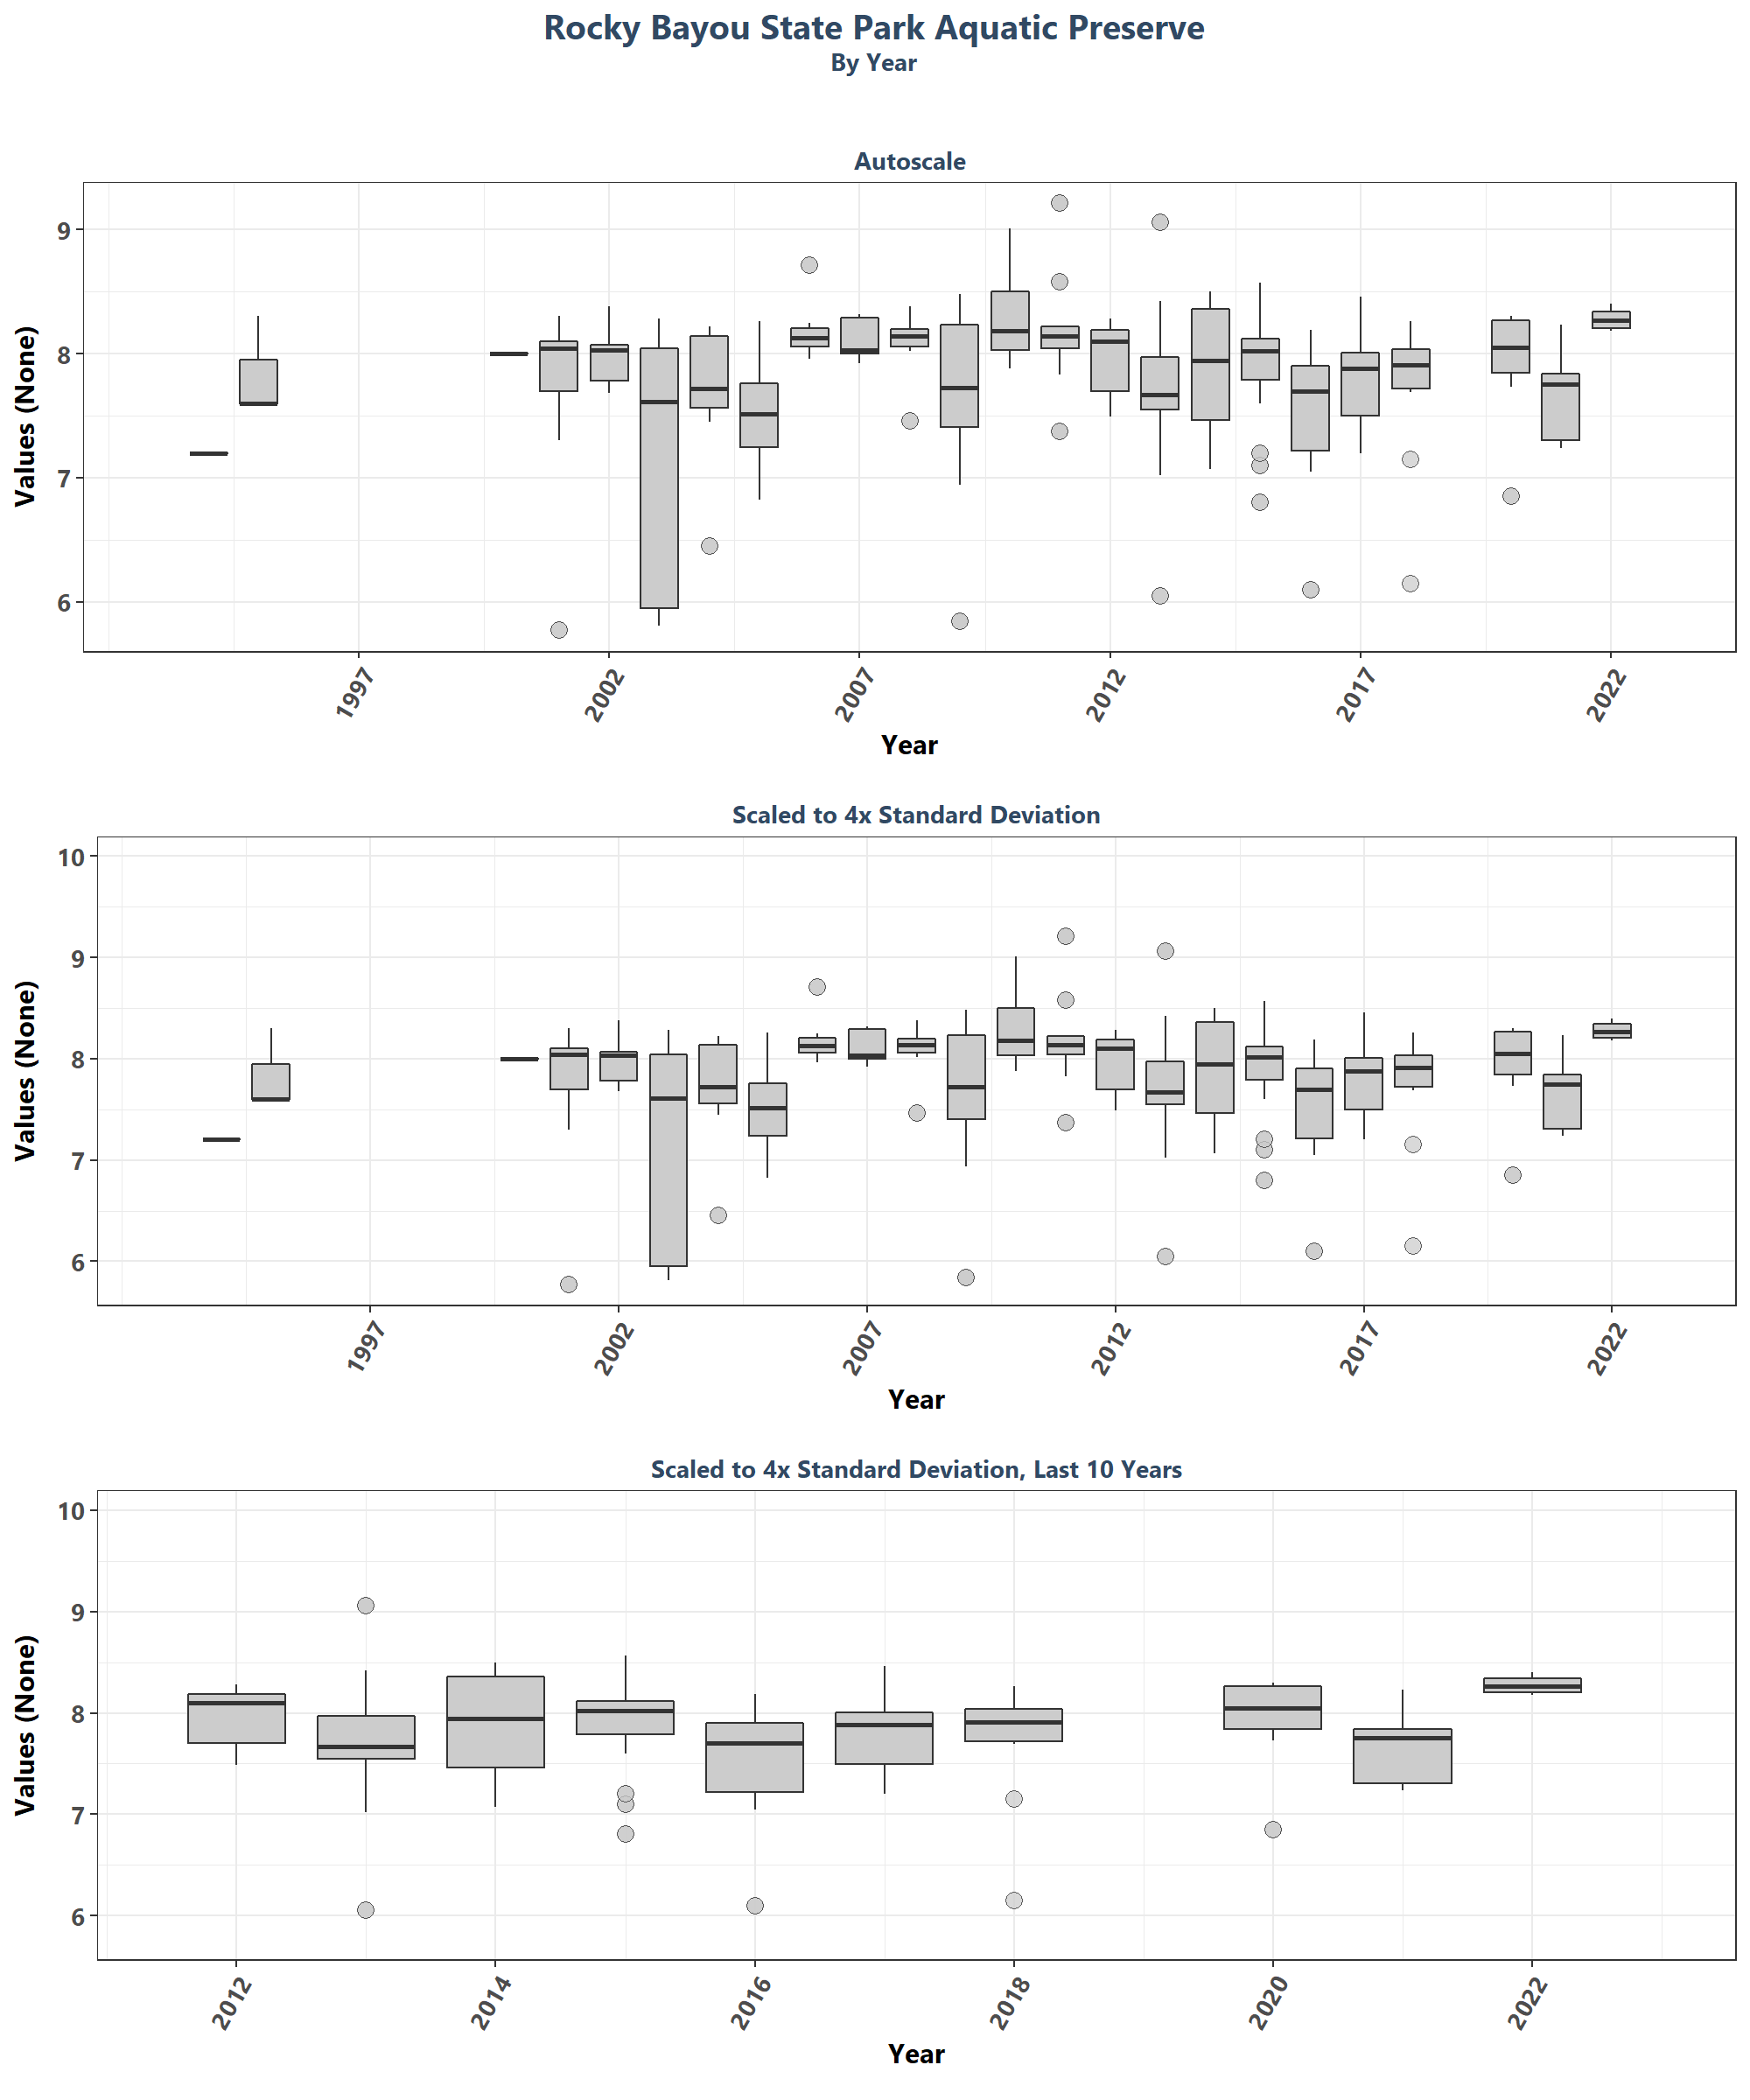 Rocky Bayou State Park Aquatic Preserve
By Year
Autoscale
Values (None)
9
8
7
6
1997 2002 2007 2012 2017 2022
Year
Scaled to 4x Standard Deviation
Values (None)
10
9
8
7
6
1997 2002 2007 2012 2017 2022
Year
Scaled to 4x Standard Deviation, Last 10 Years
Values (None)
10
9
8
7
6
2012 2014 2016 2018 2020 2022
Year